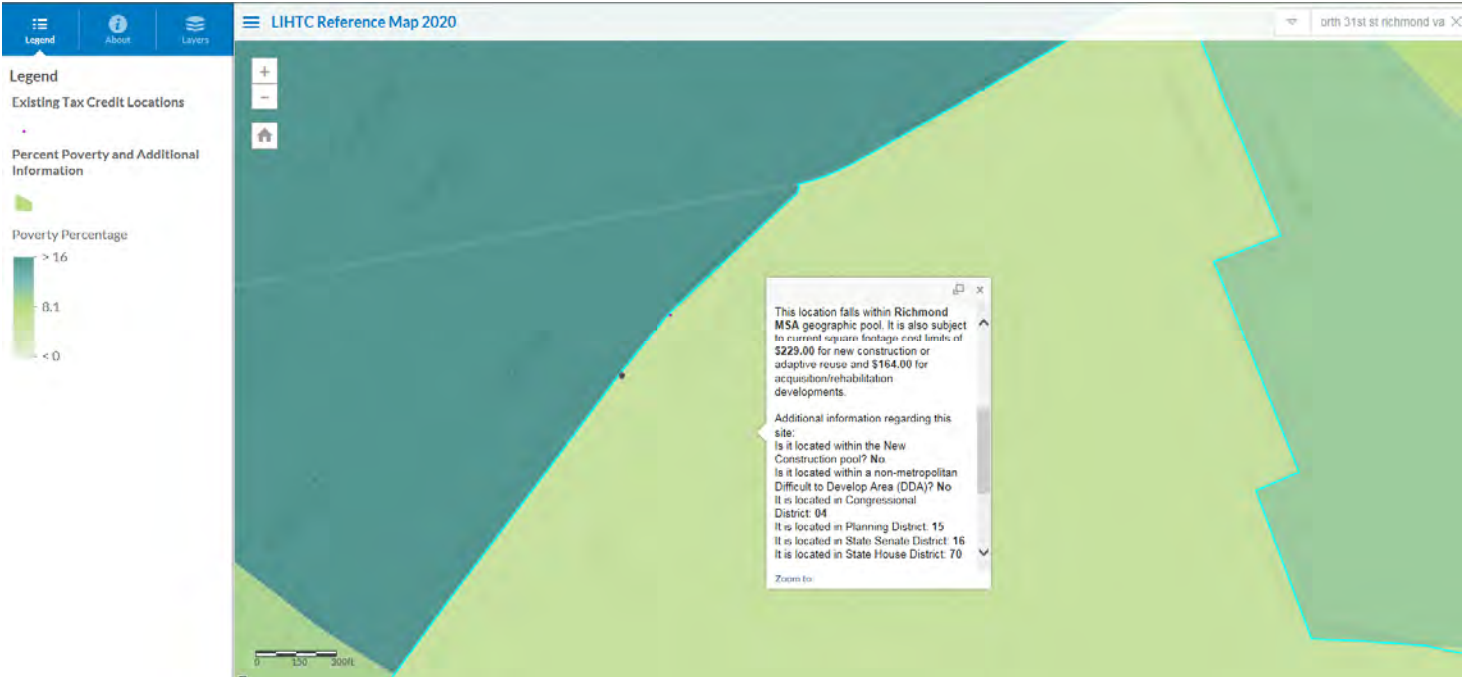 Legend
About
Layers
LIHTC Reference Map 2020
orth 31st st richmond va
Legend
Existing Tax Credit Locations
Percent Poverty and Additional
Information
Poverty Percentage
> 16
8.1
< 0
+
−
This location falls within Richmond
MSA geographic pool. It is also subject
to current square footage cost limits of
$229.00 for new construction or
adaptive reuse and $164.00 for
acquisition/rehabilitation
developments.
Additional information regarding this
site:
Is it located within the New
Construction pool? No
Is it located within a non-metropolitan
Difficult to Develop Area (DDA)? No
It is located in Congressional
District: 04
It is located in Planning District: 15
It is located in State Senate District: 16
It is located in State House District: 70
Zoom to
0 150 300ft